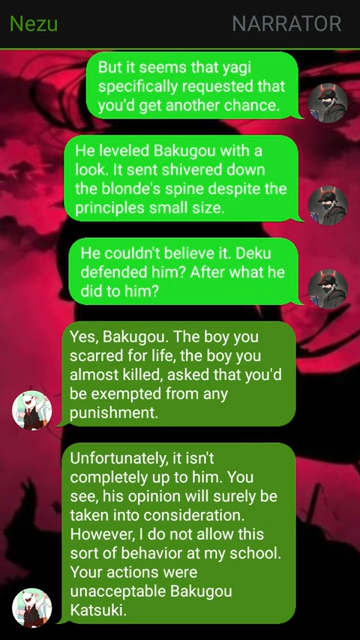 Nezu
NARRATOR
But it seems that yagi
specifically requested that
you'd get another chance.
He leveled Bakugou with a
look. It sent shivered down
the blonde's spine despite the
principles small size.
He couldn't believe it. Deku
defended him? After what he
did to him?
Yes, Bakugou. The boy you
scarred for life, the boy you
almost killed, asked that you'd
be exempted from any
punishment.
Unfortunately, it isn't
completely up to him. You
see, his opinion will surely be
taken into consideration.
However, I do not allow this
sort of behavior at my school.
Your actions were
unacceptable Bakugou
Katsuki.